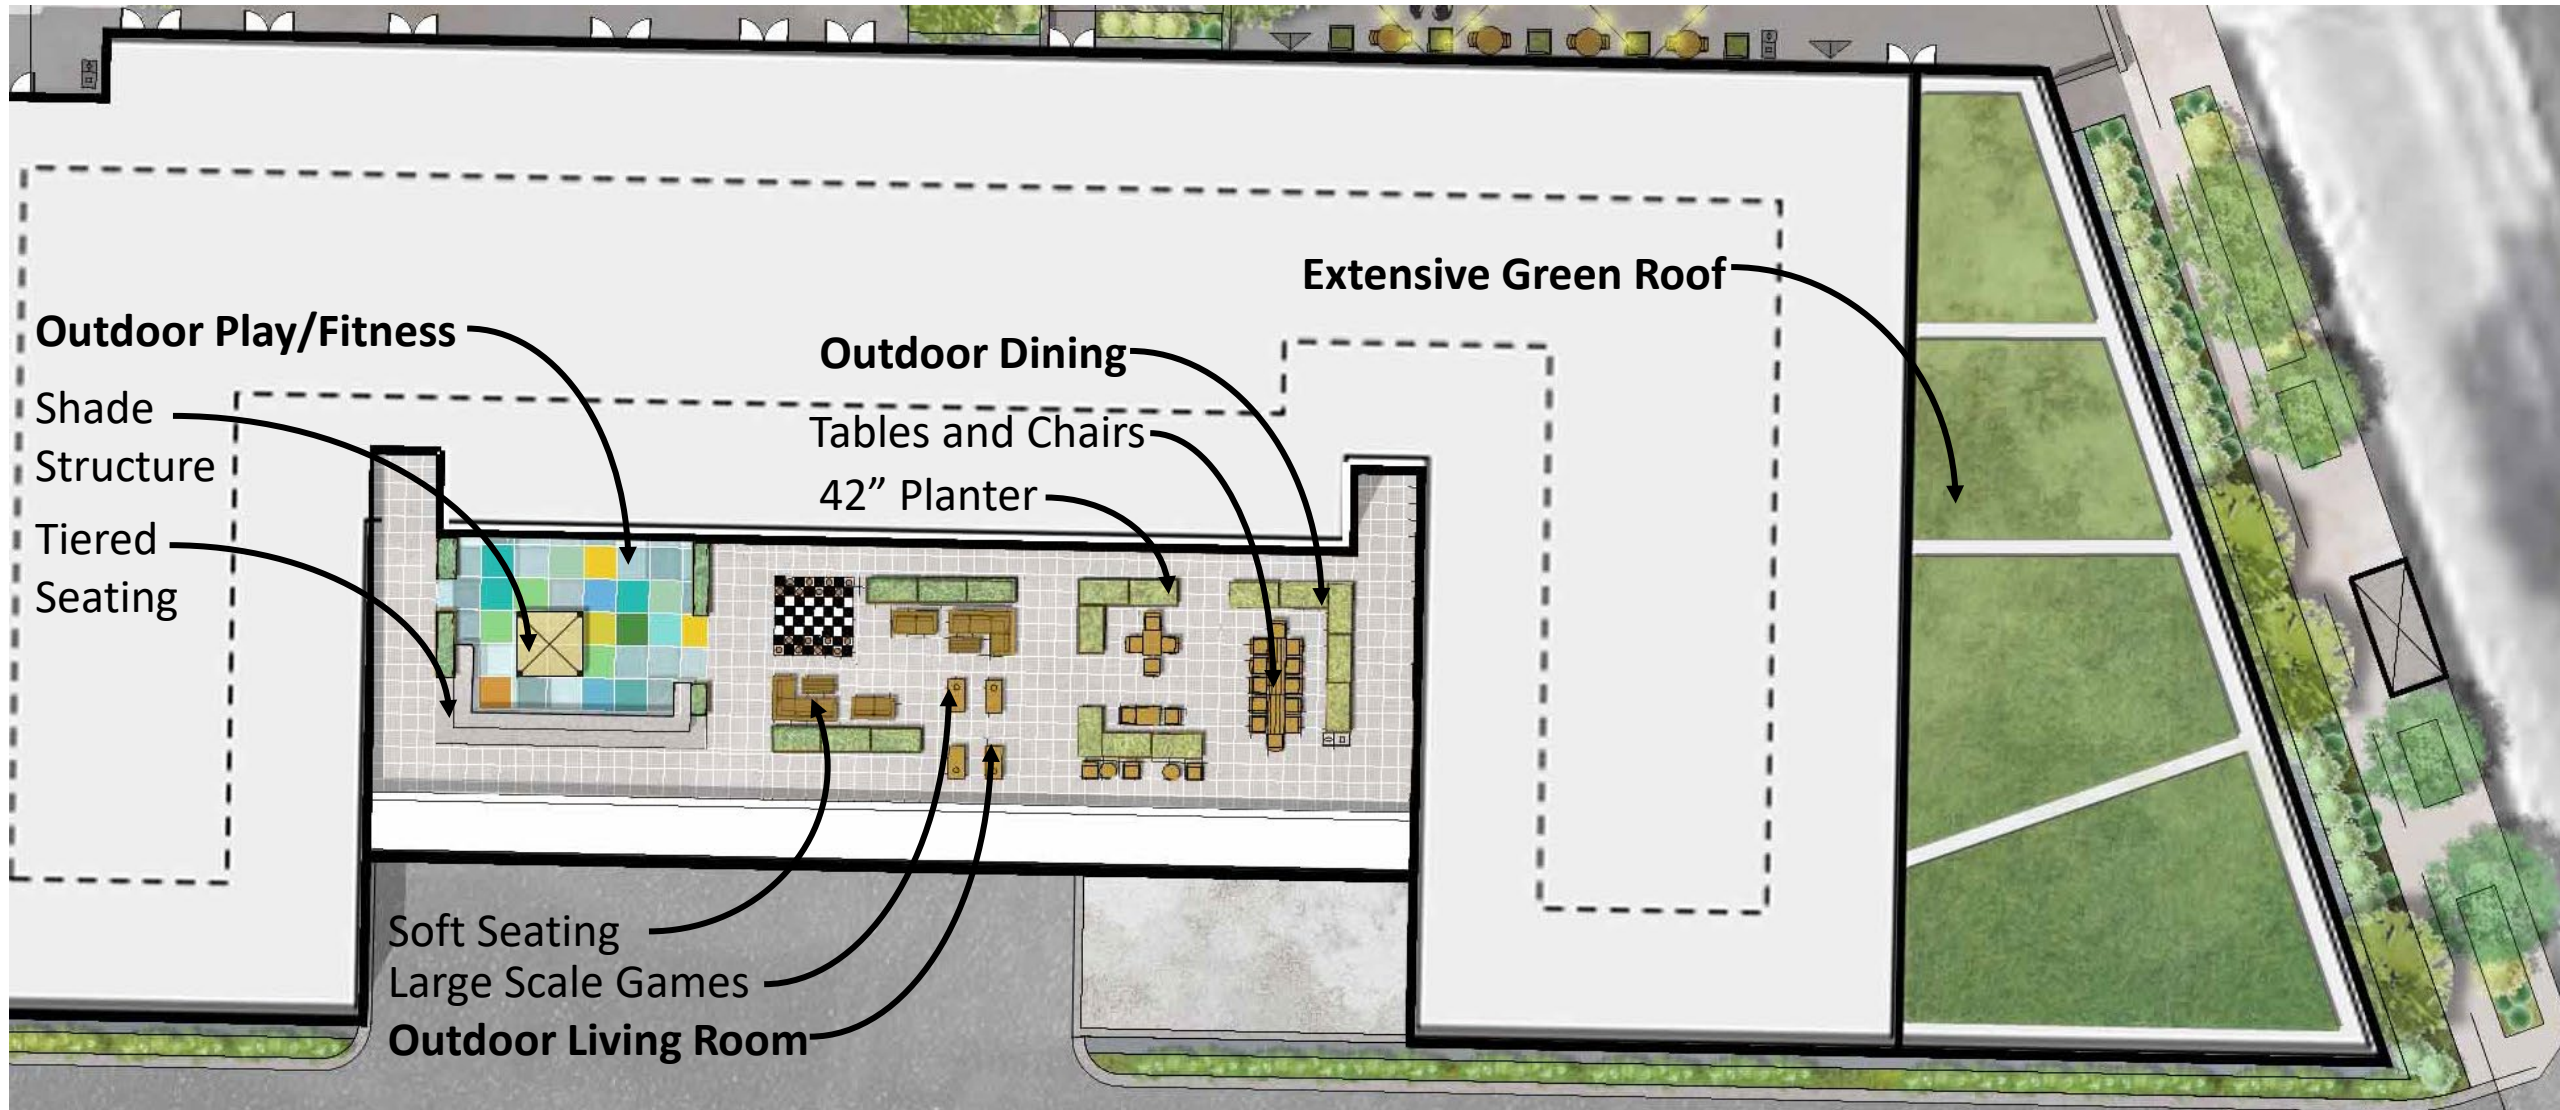 Extensive Green Roof
Outdoor Play/Fitness
Outdoor Dining
Shade
Structure
Tables and Chairs
42” Planter
Tiered
Seating
Soft Seating
Large Scale Games
Outdoor Living Room